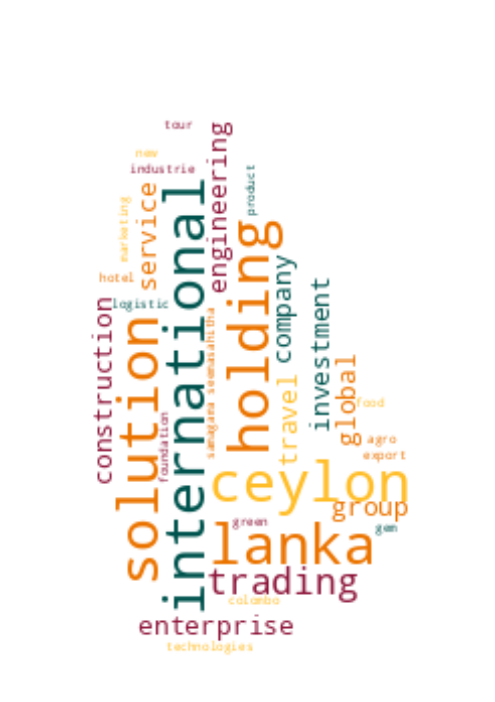 tour
new
industrie
engineering
product
marketing
service
international
holding
hotel
logistic
company
investment
construction
solution
samagami seemasahitha
global
travel
food
foundation
agro
export
ceylon
group
green
gem
lanka
trading
colombo
enterprise
technologies